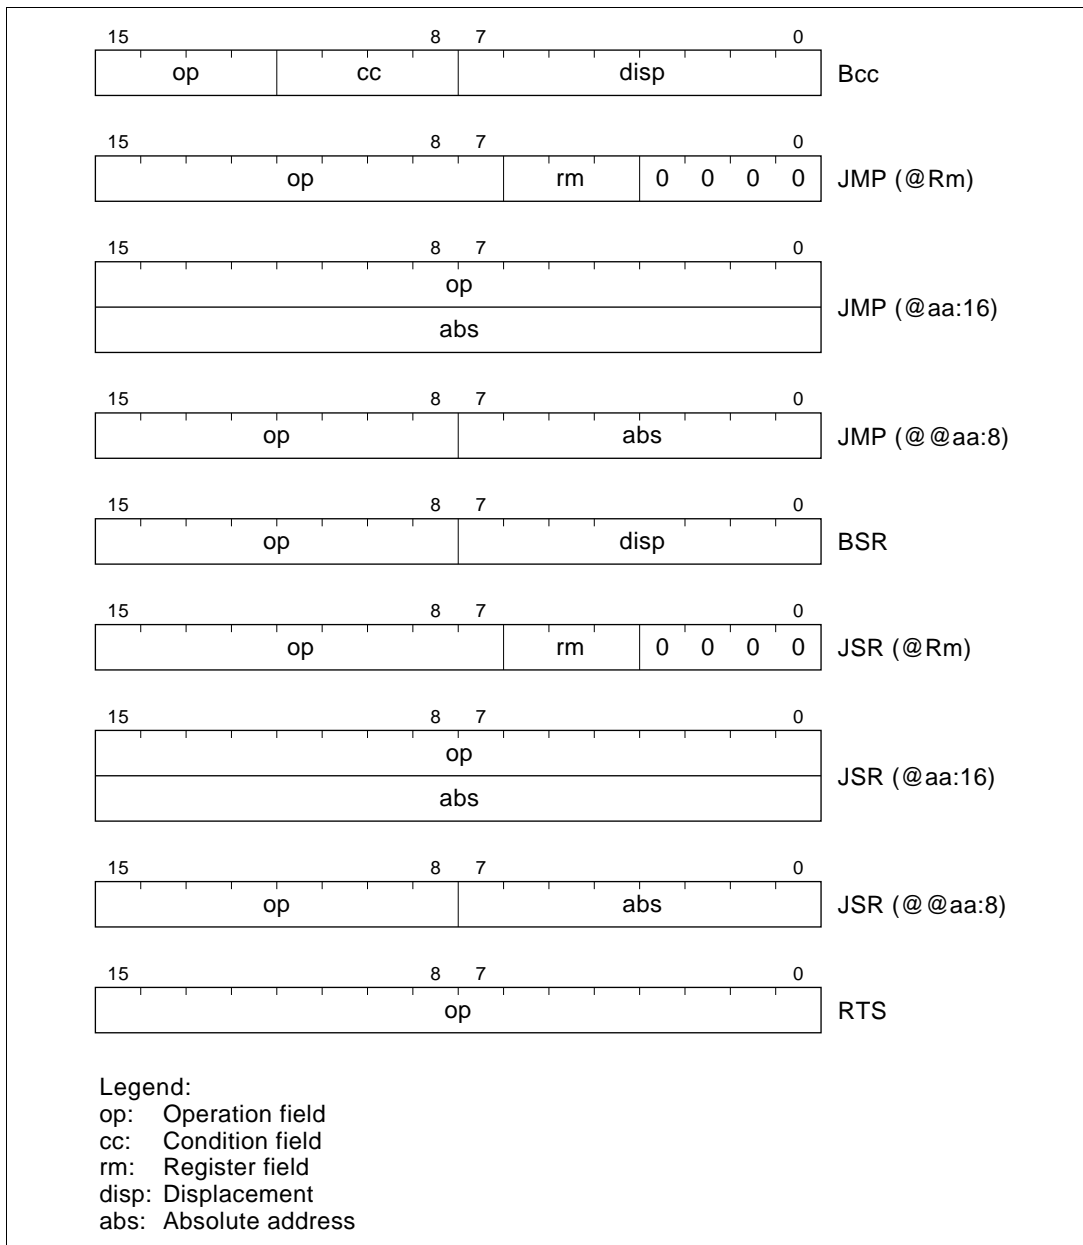 15 8 7 0
op cc disp Bcc
15 8 7 0
op rm 0 0 0 0 JMP (@Rm)
15 8 7 0
op
JMP (@aa:16)
abs
15 8 7 0
op abs JMP (@@aa:8)
15 8 7 0
op disp BSR
15 8 7 0
op rm 0 0 0 0 JSR (@Rm)
15 8 7 0
op
JSR (@aa:16)
abs
15 8 7 0
op abs JSR (@@aa:8)
15 8 7 0
op RTS
Legend:
op: Operation field
cc: Condition field
rm: Register field
disp: Displacement
abs: Absolute address